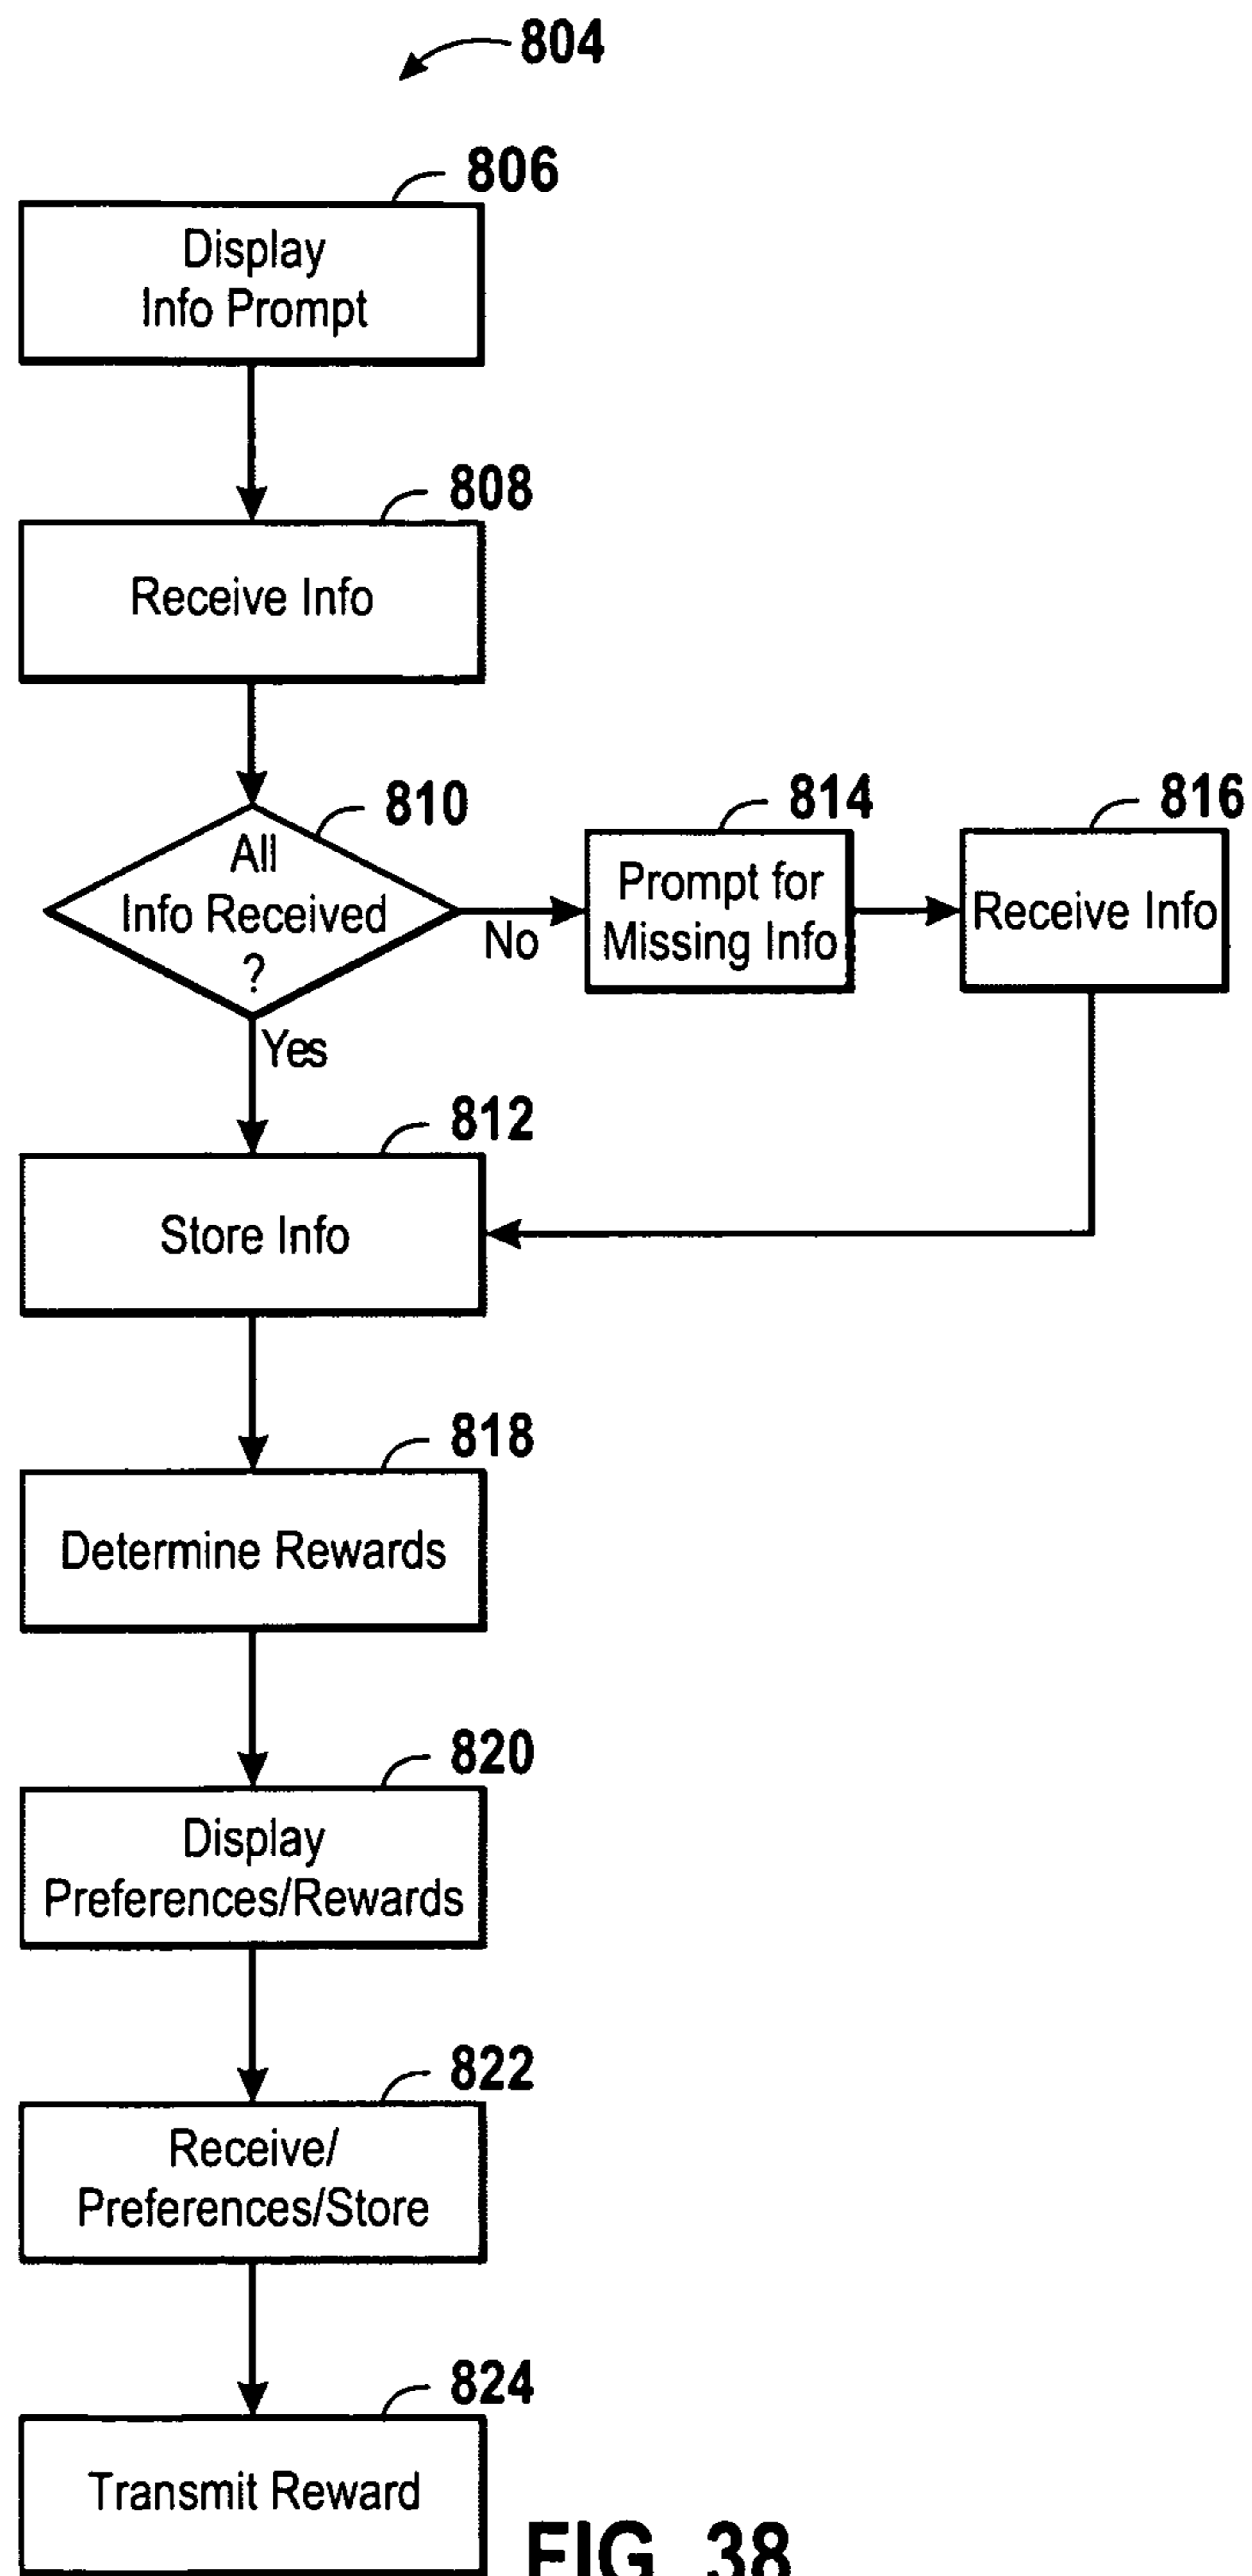 804
806
Display
Info Prompt
808
Receive Info
810
All
Info Received
?
No
814
Prompt for
Missing Info
816
Receive Info
Yes
812
Store Info
818
Determine Rewards
820
Display
Preferences/Rewards
822
Receive/
Preferences/Store
824
Transmit Reward
FIG. 38